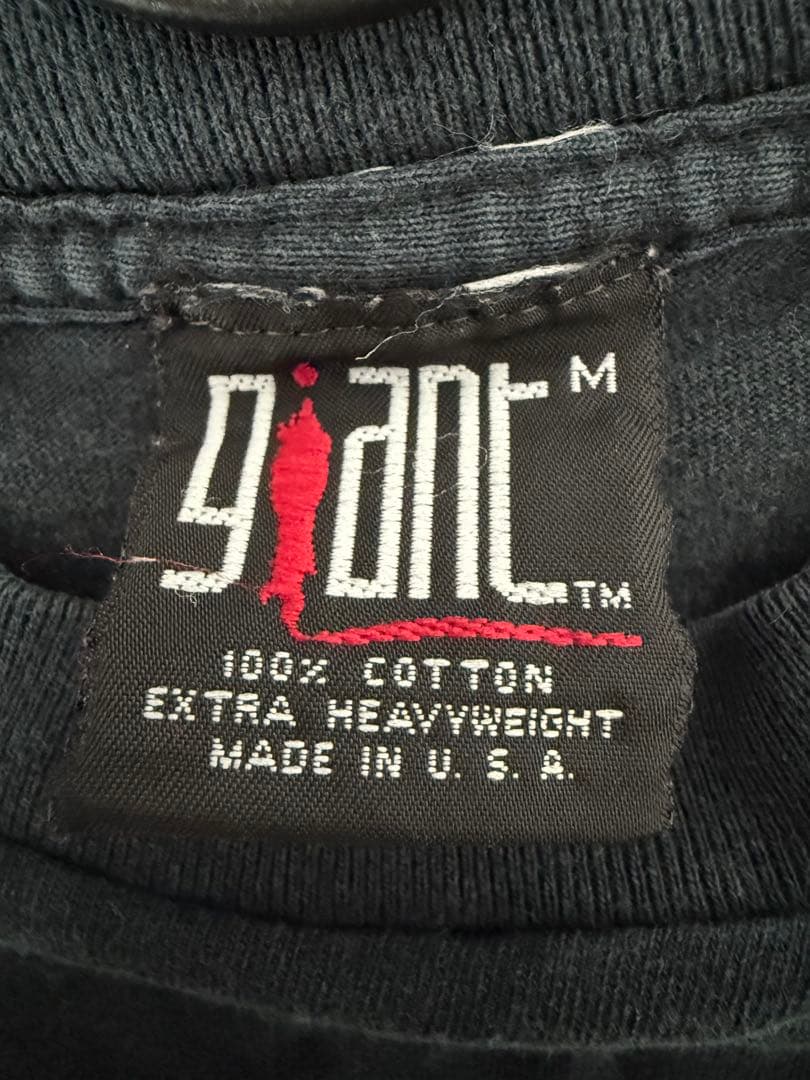 giant M
TM
100% COTTON
EXTRA HEAVYWEIGHT
MADE IN U. S. A.